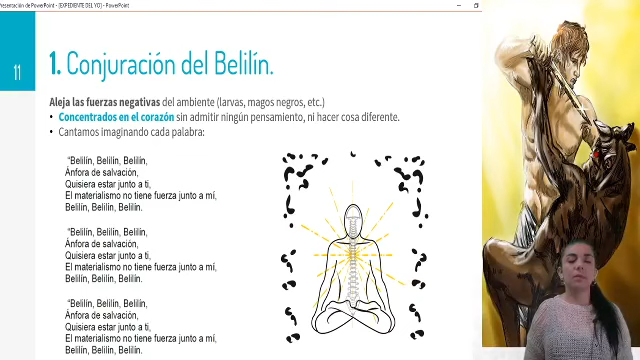 Presentación de PowerPoint - [EXPEDIENTE DEL YO] - PowerPoint
11
1. Conjuración del Belilín.
Aleja las fuerzas negativas del ambiente (larvas, magos negros, etc.)
• Concentrados en el corazón sin admitir ningún pensamiento, ni hacer cosa diferente.
• Cantamos imaginando cada palabra:
“Belilín, Belilín, Belilín,
Ánfora de salvación,
Quisiera estar junto a ti,
El materialismo no tiene fuerza junto a mí,
Belilín, Belilín, Belilín.
“Belilín, Belilín, Belilín,
Ánfora de salvación,
Quisiera estar junto a ti,
El materialismo no tiene fuerza junto a mí,
Belilín, Belilín, Belilín.
“Belilín, Belilín, Belilín,
Ánfora de salvación,
Quisiera estar junto a ti,
El materialismo no tiene fuerza junto a mí,
Belilín, Belilín, Belilín.